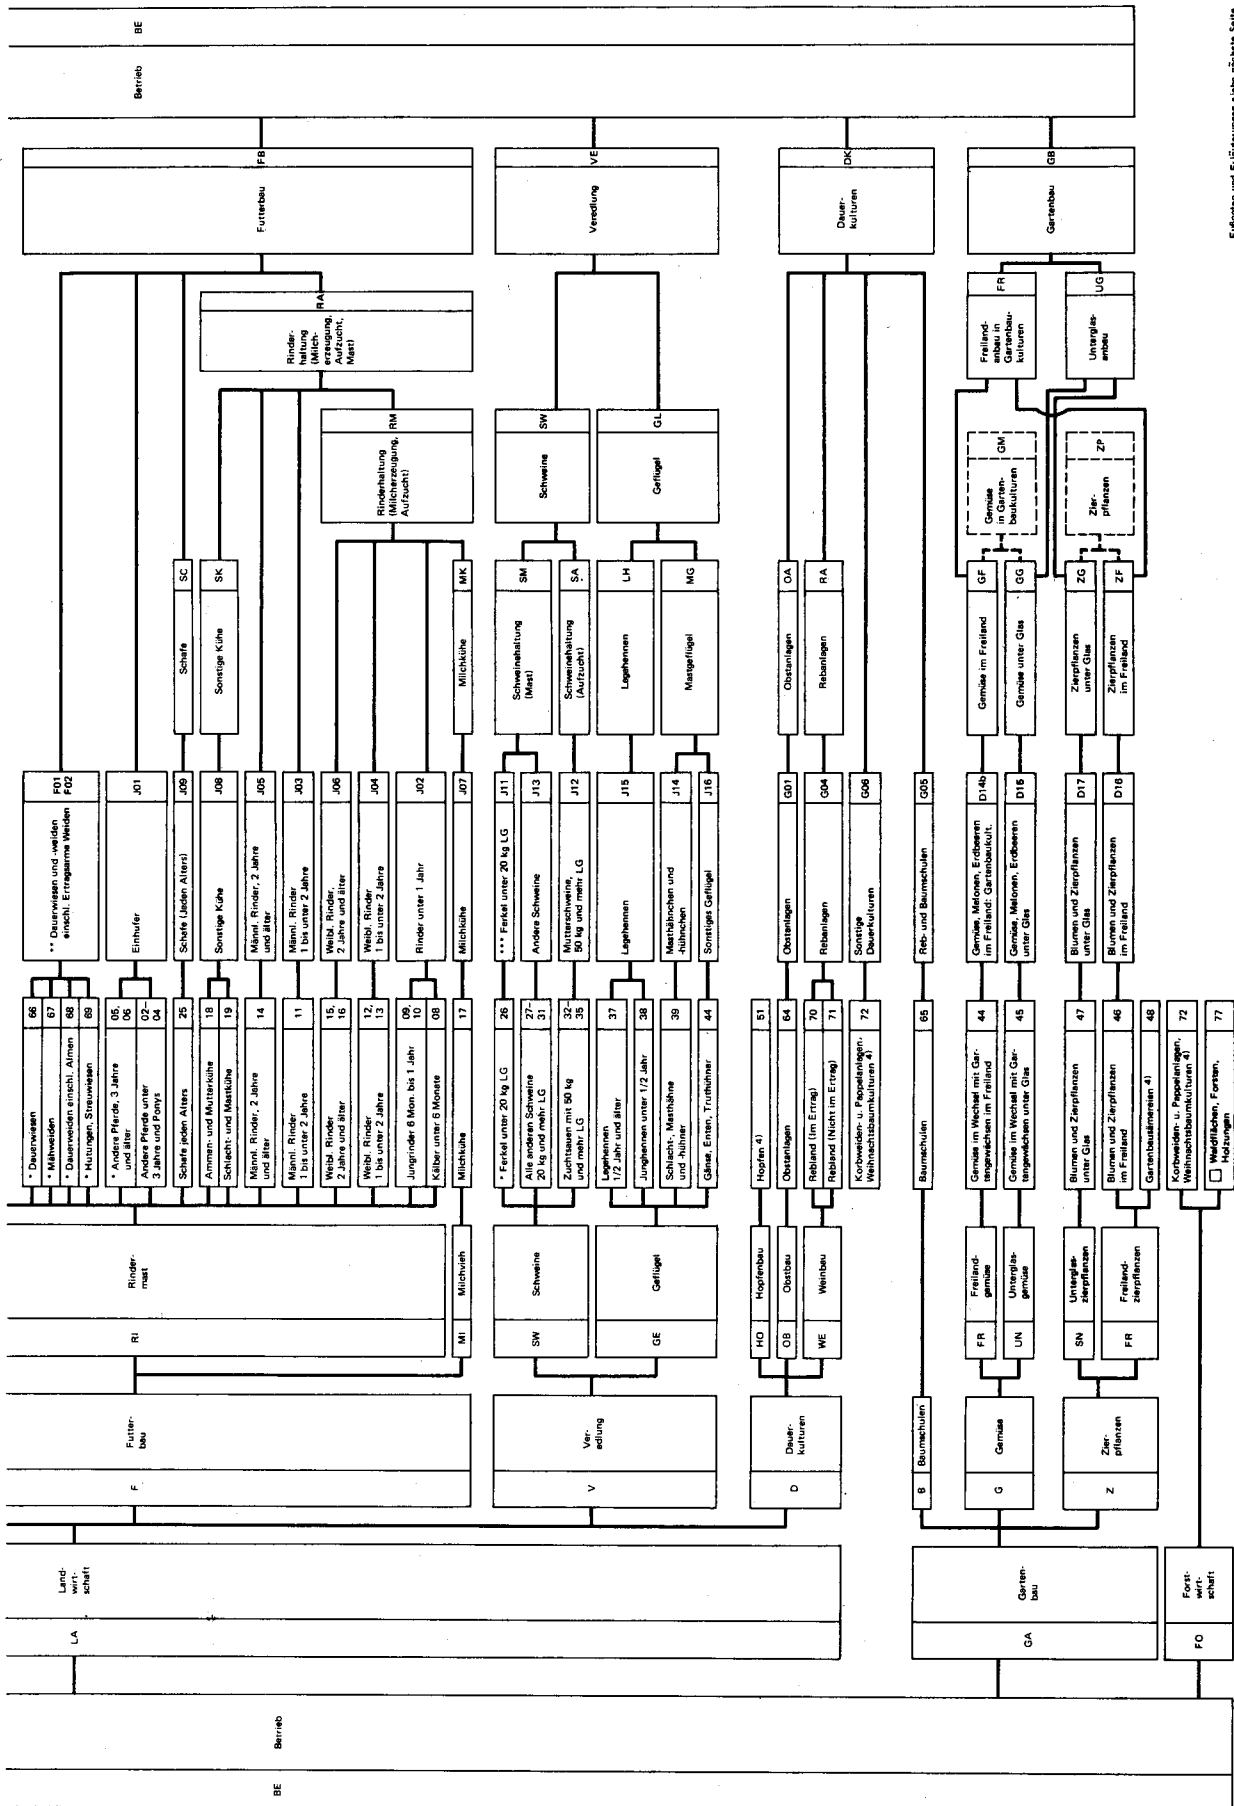 BE
Betrieb
LA
Land-
wirt-
schaft
GA
Garten-
bau
FO
Forst-
wirt-
schaft
F
Futter-
bau
V
Ver-
edlung
D
Dauer-
kulturen
B
Baumschulen
G
Gemüse
Z
Zier-
pflanzen
RI
Rinder-
mast
MI
Milchvieh
SW
Schweine
GE
Geflügel
HO
Hopfenbau
OB
Obstbau
WE
Weinbau
FR
Freiland-
gemüse
UN
Unterglas-
gemüse
SN
Unterglas-
zierpflanzen
FR
Freiland-
zierpflanzen
* Dauerwiesen 66
* Mähweiden 67
* Dauerweiden einschl. Almen 68
* Hutungen, Streuwiesen 69
* Andere Pferde, 3 Jahre
und älter
05,
06
Andere Pferde unter
3 Jahre und Ponys
02–
04
Schafe jeden Alters 25
Ammen- und Mutterkühe 18
Schlacht- und Mastkühe 19
Männl. Rinder, 2 Jahre
und älter
14
Männl. Rinder
1 bis unter 2 Jahre
11
Weibl. Rinder
2 Jahre und älter
15,
16
Weibl. Rinder
1 bis unter 2 Jahre
12,
13
Jungrinder 6 Mon. bis 1 Jahr
09,
10
Kälber unter 6 Monate 08
Milchkühe 17
* Ferkel unter 20 kg LG 26
Alle anderen Schweine
20 kg und mehr LG
27–
31
Zuchtsauen mit 50 kg
und mehr LG
32–
35
Legehennen
1/2 Jahr und älter
37
Junghennen unter 1/2 Jahr 38
Schlacht-, Masthähne
und -hühner
39
Gänse, Enten, Truthühner 44
Hopfen 4) 51
Obstanlagen 64
Rebland (Im Ertrag) 70
Rebland (Nicht im Ertrag) 71
Korbweiden- u. Pappelanlagen-
Weihnachtsbaumkulturen 4)
72
Baumschulen 65
Gemüse im Wechsel mit Gar-
tengewächsen im Freiland
44
Gemüse im Wechsel mit Gar-
tengewächsen unter Glas
45
Blumen und Zierpflanzen
unter Glas
47
Blumen und Zierpflanzen
im Freiland
46
Gartenbausämereien 4) 48
Korbweiden- u. Pappelanlagen,
Weihnachtsbaumkulturen 4)
72
Waldflächen, Forsten,
Holzungen
77
** Dauerwiesen und -weiden
einschl. Ertragsarme Weiden
F01
F02
Einhufer J01
Schafe (Jeden Alters) J09
Sonstige Kühe J08
Männl. Rinder, 2 Jahre
und älter
J05
Männl. Rinder
1 bis unter 2 Jahre
J03
Weibl. Rinder,
2 Jahre und älter
J06
Weibl. Rinder
1 bis unter 2 Jahre
J04
Rinder unter 1 Jahr J02
Milchkühe J07
*** Ferkel unter 20 kg LG J11
Andere Schweine J13
Mutterschweine,
50 kg und mehr LG
J12
Legehennen J15
Masthähnchen und
-hühnchen
J14
Sonstiges Geflügel J16
Obstanlagen G01
Rebanlagen G04
Sonstige
Dauerkulturen
G06
Reb- und Baumschulen G05
Gemüse, Melonen, Erdbeeren
im Freiland: Gartenbaukult.
D14b
Gemüse, Melonen, Erdbeeren
unter Glas
D15
Blumen und Zierpflanzen
unter Glas
D17
Blumen und Zierpflanzen
im Freiland
D16
Schafe SC
Sonstige Kühe SK
Milchkühe MK
Schweinehaltung
(Mast)
SM
Schweinehaltung
(Aufzucht)
SA
Legehennen LH
Mastgeflügel MG
Obstanlagen OA
Rebanlagen RA
Gemüse im Freiland GF
Gemüse unter Glas GG
Zierpflanzen
unter Glas
ZG
Zierpflanzen
im Freiland
ZF
Rinderhaltung
(Milcherzeugung,
Aufzucht)
RM
Schweine SW
Geflügel GL
Gemüse
in Garten-
baukulturen
GM
Zier-
pflanzen
ZP
Rinder-
haltung
(Milch-
erzeugung,
Aufzucht,
Mast)
RA
Freiland-
anbau in
Gartenbau-
kulturen
FR
Unterglas-
anbau
UG
Futterbau FB
Veredlung VE
Dauer-
kulturen
DK
Gartenbau GB
Betrieb
BE
Fußnoten und Erläuterungen siehe nächste Seite